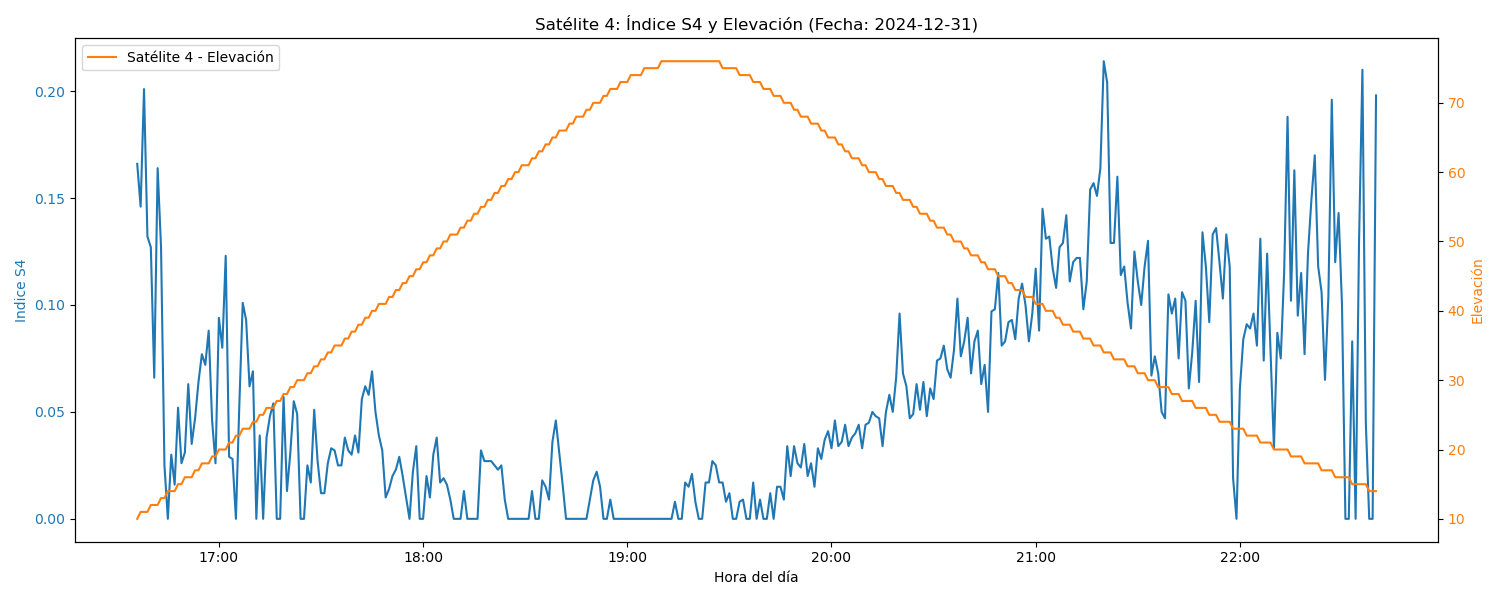 Satélite 4: Índice S4 y Elevación (Fecha: 2024-12-31)
Satélite 4 - Elevación
0.20
0.15
0.10
0.05
0.00
Indice S4
70
60
50
40
30
20
10
Elevación
17:00 18:00 19:00 20:00 21:00 22:00
Hora del día